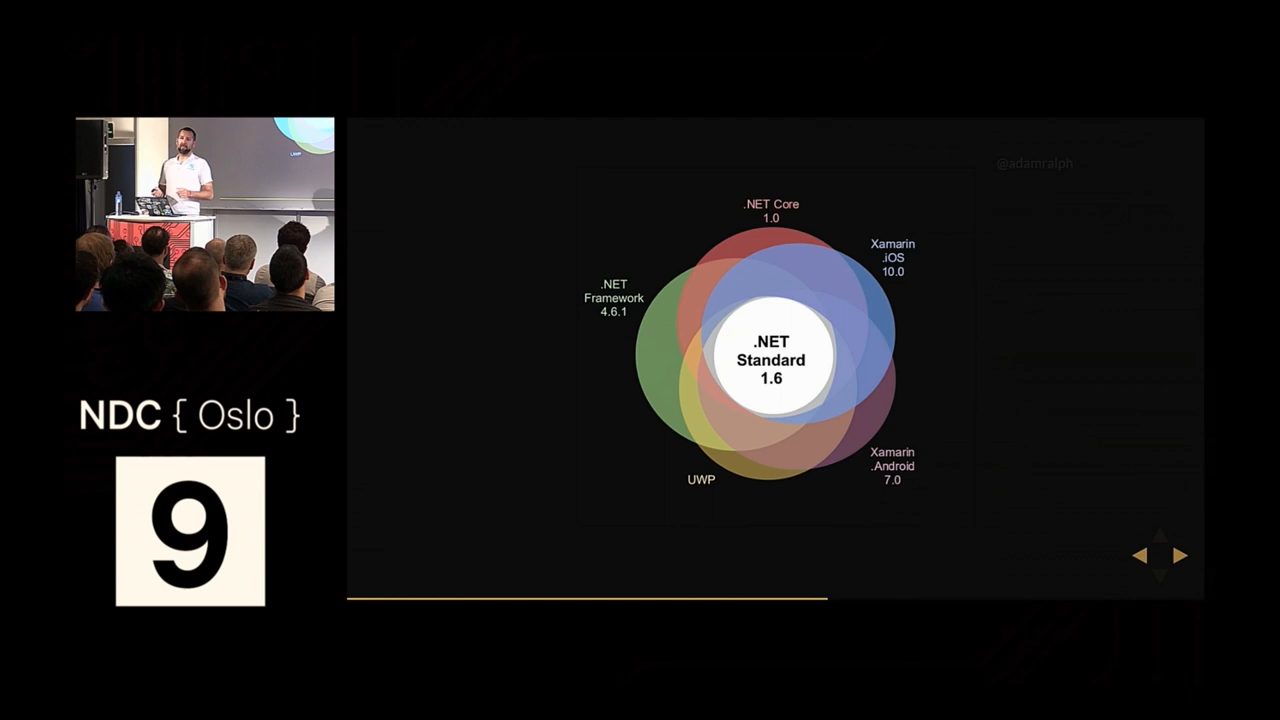 @adamralph
.NET Core
1.0
Xamarin
.iOS
10.0
.NET
Framework
4.6.1
.NET
Standard
1.6
Xamarin
.Android
7.0
UWP
UWP
NDC { Oslo }
9